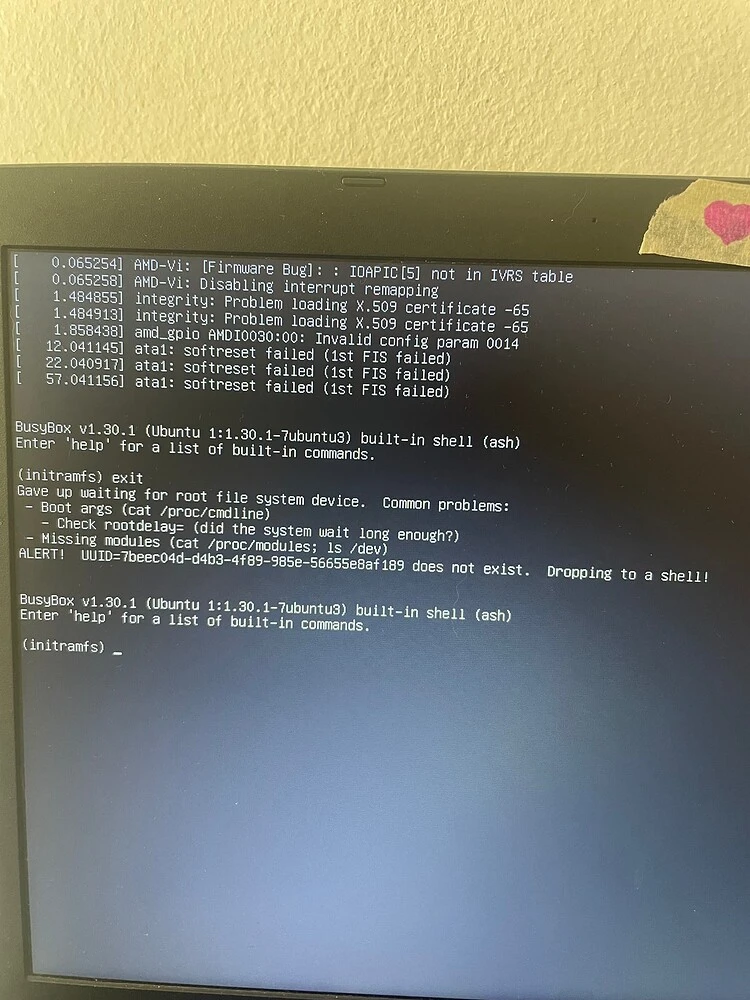 [    0.065254] AMD-Vi: [Firmware Bug]: : IOAPIC[5] not in IVRS table
[    0.065258] AMD-Vi: Disabling interrupt remapping
[    1.484855] integrity: Problem loading X.509 certificate -65
[    1.484913] integrity: Problem loading X.509 certificate -65
[    1.858438] amd_gpio AMDI0030:00: Invalid config param 0014
[   12.041145] ata1: softreset failed (1st FIS failed)
[   22.040917] ata1: softreset failed (1st FIS failed)
[   57.041156] ata1: softreset failed (1st FIS failed)
BusyBox v1.30.1 (Ubuntu 1:1.30.1-7ubuntu3) built-in shell (ash)
Enter 'help' for a list of built-in commands.
(initramfs) exit
Gave up waiting for root file system device.  Common problems:
 - Boot args (cat /proc/cmdline)
   - Check rootdelay= (did the system wait long enough?)
 - Missing modules (cat /proc/modules; ls /dev)
ALERT!  UUID=7beec04d-d4b3-4f89-985e-56655e8af189 does not exist.  Dropping to a shell!
BusyBox v1.30.1 (Ubuntu 1:1.30.1-7ubuntu3) built-in shell (ash)
Enter 'help' for a list of built-in commands.
(initramfs) _